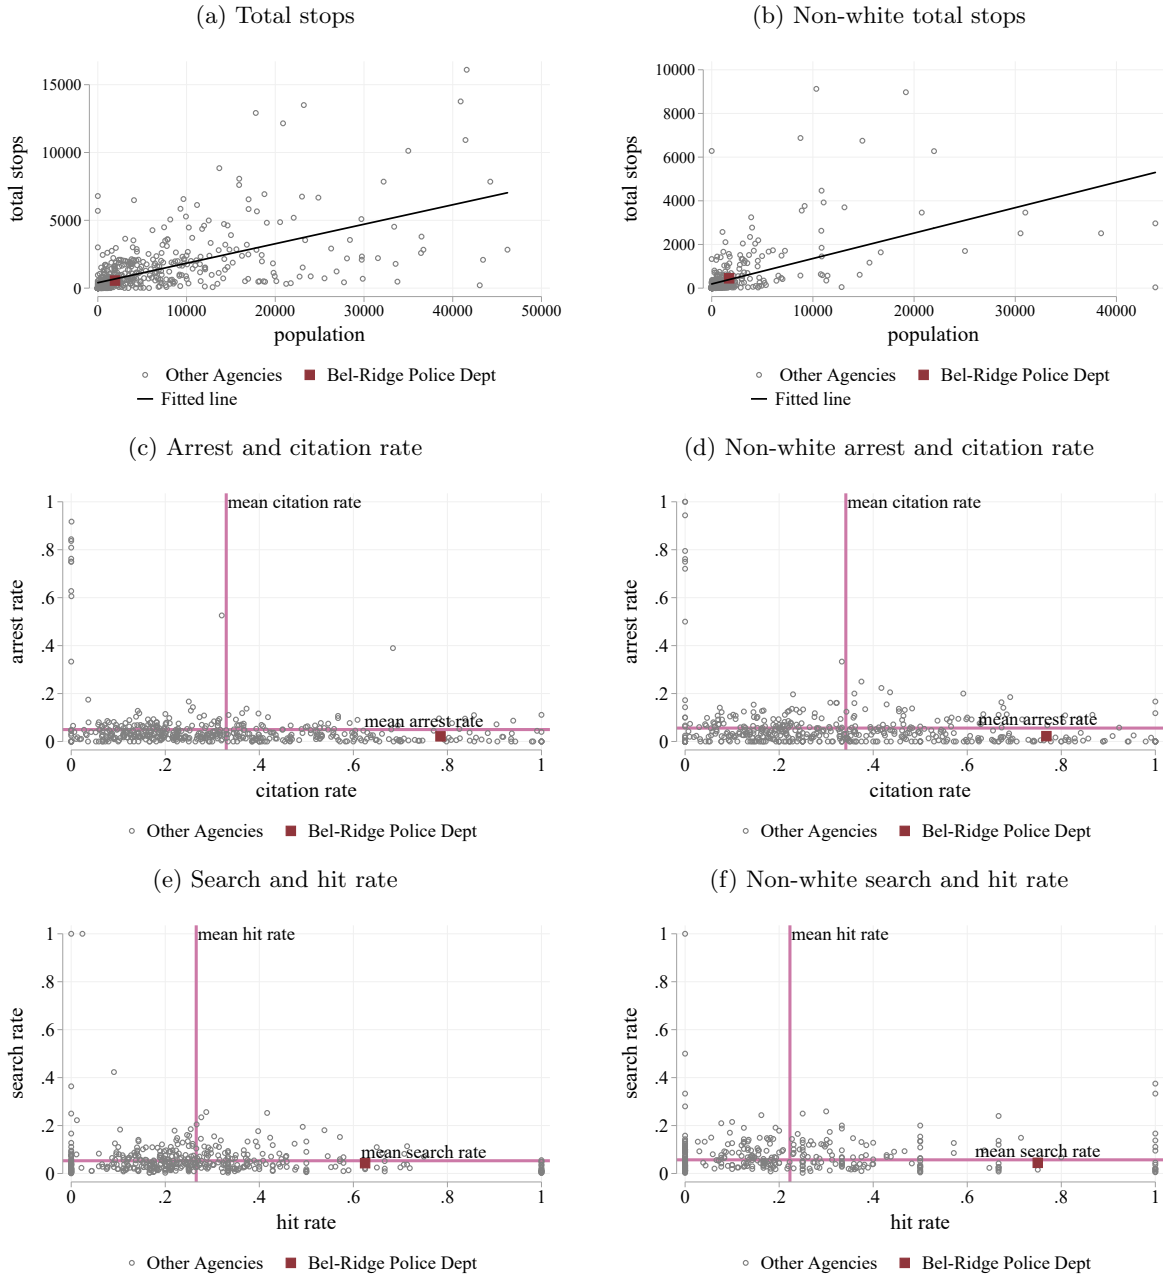 (a) Total stops
(b) Non-white total stops
15000
10000
5000
0
total stops
0 10000 20000 30000 40000 50000
population
Other Agencies Bel-Ridge Police Dept
Fitted line
10000
8000
6000
4000
2000
0
total stops
0 10000 20000 30000 40000
population
Other Agencies Bel-Ridge Police Dept
Fitted line
(c) Arrest and citation rate
(d) Non-white arrest and citation rate
1
.8
.6
.4
.2
0
arrest rate
mean citation rate
mean arrest rate
0 .2 .4 .6 .8 1
citation rate
Other Agencies Bel-Ridge Police Dept
1
.8
.6
.4
.2
0
arrest rate
mean citation rate
mean arrest rate
0 .2 .4 .6 .8 1
citation rate
Other Agencies Bel-Ridge Police Dept
(e) Search and hit rate
(f) Non-white search and hit rate
1
.8
.6
.4
.2
0
search rate
mean hit rate
mean search rate
0 .2 .4 .6 .8 1
hit rate
Other Agencies Bel-Ridge Police Dept
1
.8
.6
.4
.2
0
search rate
mean hit rate
mean search rate
0 .2 .4 .6 .8 1
hit rate
Other Agencies Bel-Ridge Police Dept